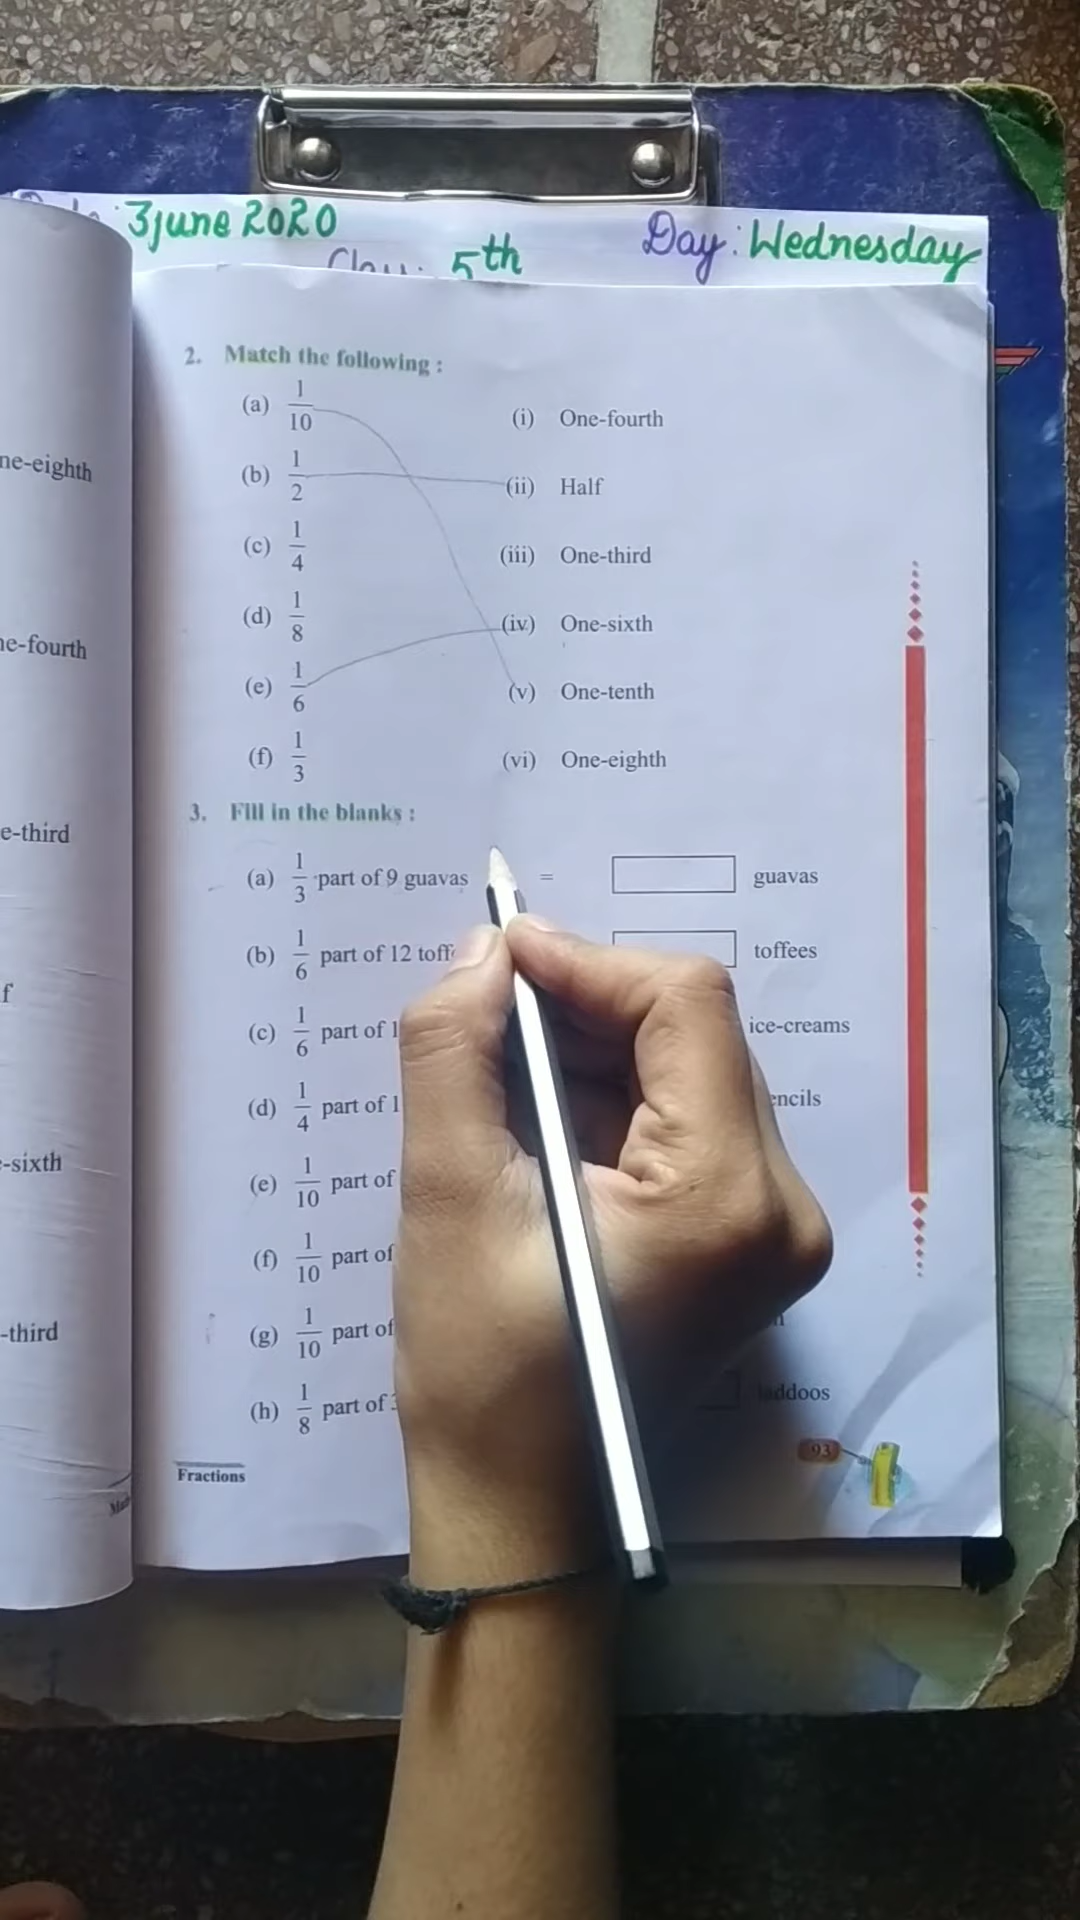 3 june 2020
Day: Wednesday
5th
ne-eighth
ne-fourth
e-third
f
-sixth
-third
2. Match the following :
(a) 1/10 (i) One-fourth
(b) 1/2 (ii) Half
(c) 1/4 (iii) One-third
(d) 1/8 (iv) One-sixth
(e) 1/6 (v) One-tenth
(f) 1/3 (vi) One-eighth
3. Fill in the blanks :
(a) 1/3 part of 9 guavas = guavas
(b) 1/6 part of 12 toff toffees
(c) 1/6 part of 1 ice-creams
(d) 1/4 part of 1 encils
(e) 1/10 part of
(f) 1/10 part of
(g) 1/10 part of
(h) 1/8 part of laddoos
Fractions
93